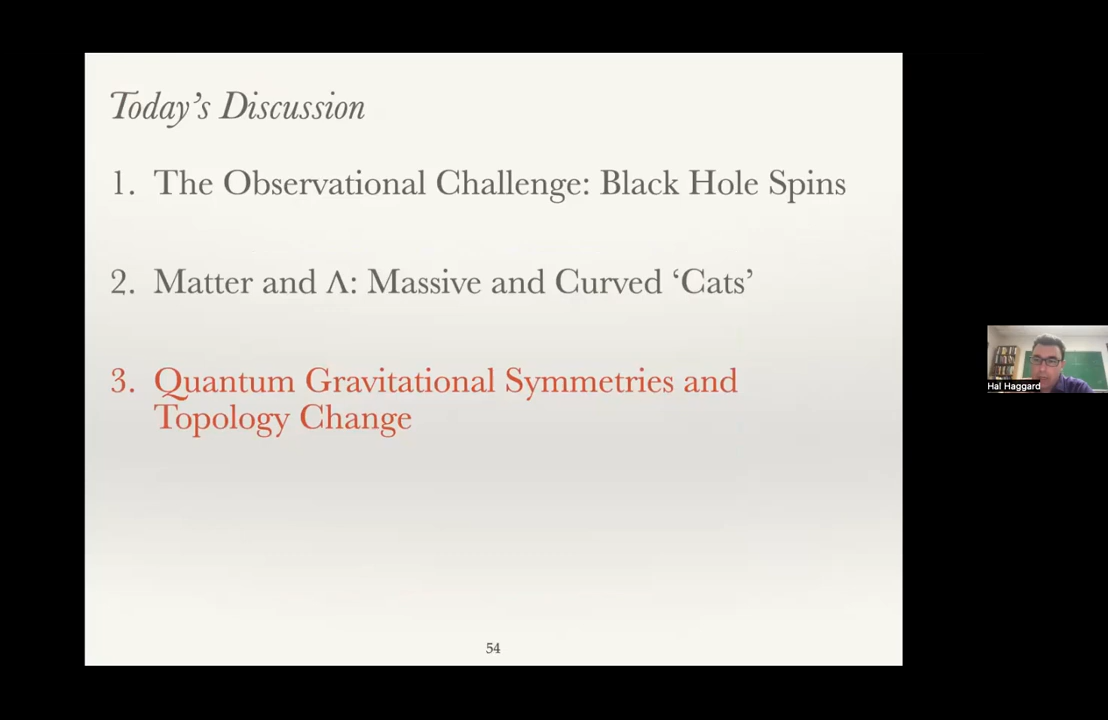 Today's Discussion
1. The Observational Challenge: Black Hole Spins
2. Matter and Λ: Massive and Curved ‘Cats’
3. Quantum Gravitational Symmetries and
Topology Change
54
Hal Haggard